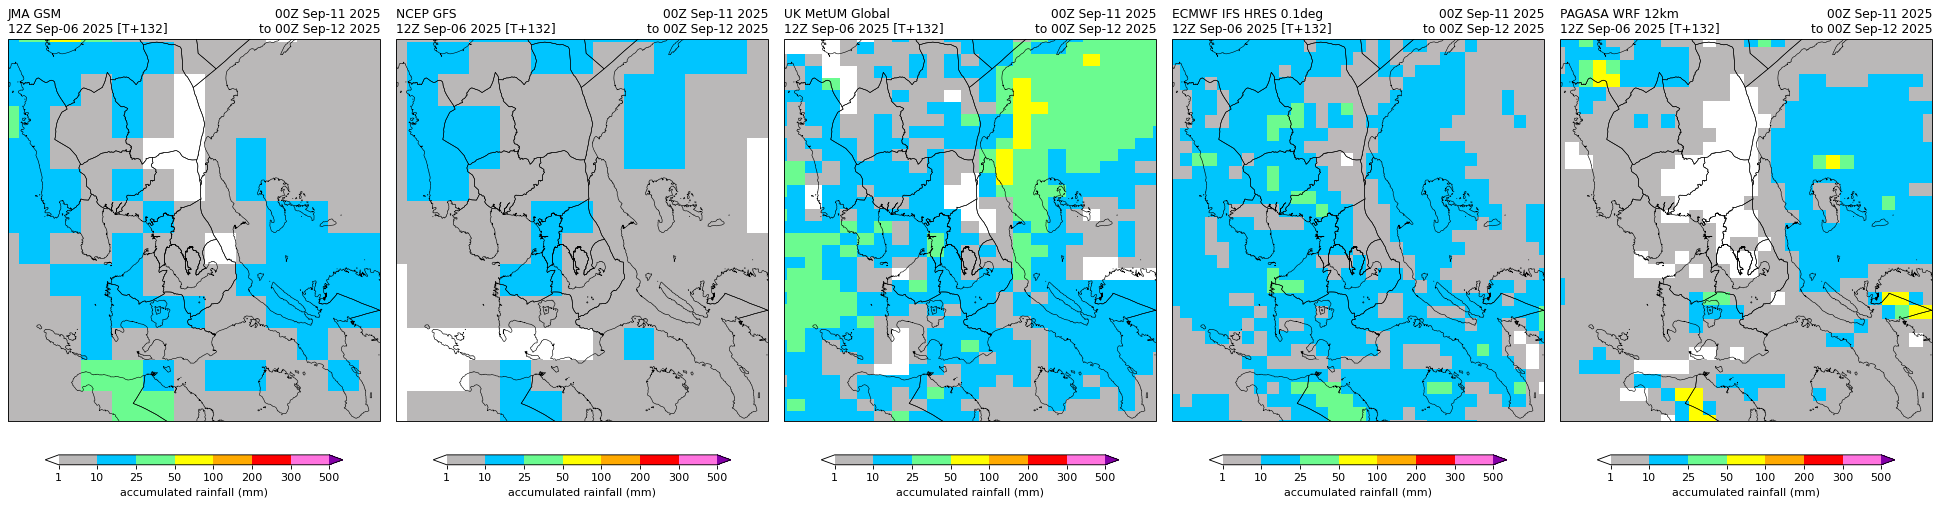 JMA GSM 00Z Sep-11 2025
12Z Sep-06 2025 [T+132] to 00Z Sep-12 2025
NCEP GFS 00Z Sep-11 2025
12Z Sep-06 2025 [T+132] to 00Z Sep-12 2025
UK MetUM Global 00Z Sep-11 2025
12Z Sep-06 2025 [T+132] to 00Z Sep-12 2025
ECMWF IFS HRES 0.1deg 00Z Sep-11 2025
12Z Sep-06 2025 [T+132] to 00Z Sep-12 2025
PAGASA WRF 12km 00Z Sep-11 2025
12Z Sep-06 2025 [T+132] to 00Z Sep-12 2025
1 10 25 50 100 200 300 500
accumulated rainfall (mm)
1 10 25 50 100 200 300 500
accumulated rainfall (mm)
1 10 25 50 100 200 300 500
accumulated rainfall (mm)
1 10 25 50 100 200 300 500
accumulated rainfall (mm)
1 10 25 50 100 200 300 500
accumulated rainfall (mm)